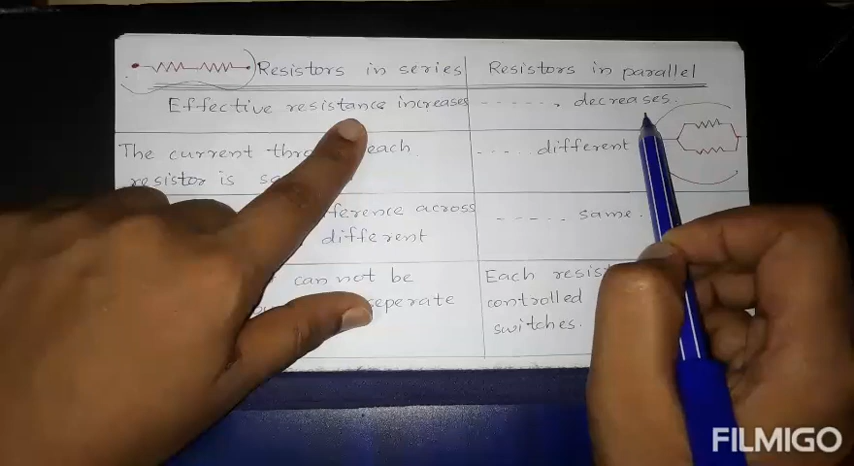 Resistors in series
Resistors in parallel
Effective resistance increases
- - - - - , decreases.
The current each
resistor is
- - - - - different
across
different
- - - - - same.
can not be
seperate
Each
controlled
switches.
FILMIGO